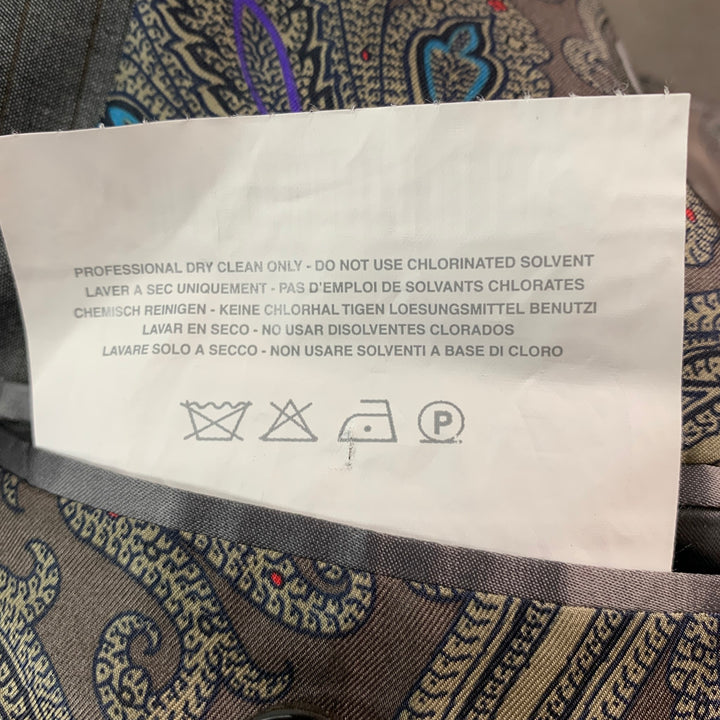 PROFESSIONAL DRY CLEAN ONLY - DO NOT USE CHLORINATED SOLVENT
LAVER A SEC UNIQUEMENT - PAS D'EMPLOI DE SOLVANTS CHLORATES
CHEMISCH REINIGEN - KEINE CHLORHAL TIGEN LOESUNGSMITTEL BENUTZI
LAVAR EN SECO - NO USAR DISOLVENTES CLORADOS
LAVARE SOLO A SECCO - NON USARE SOLVENTI A BASE DI CLORO
P